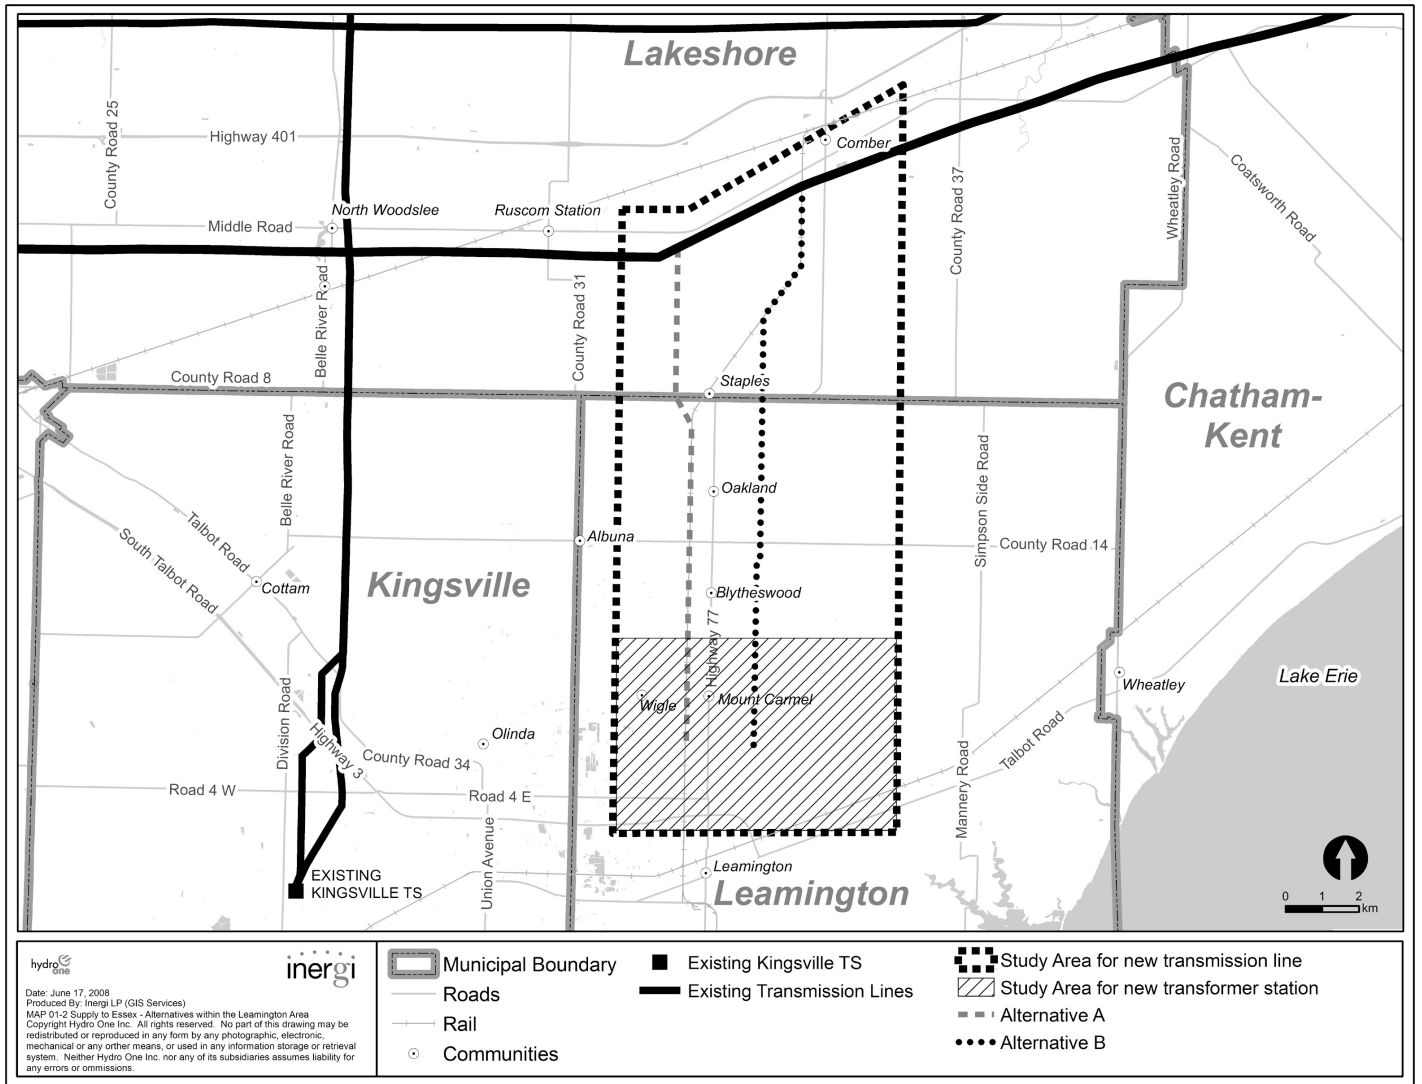 Lakeshore
County Road 25
Highway 401
Comber
Wheatley Road
Coatsworth Road
County Road 37
North Woodslee
Ruscom Station
Middle Road
Belle River Road
County Road 31
County Road 8
Staples
Chatham-
Kent
Belle River Road
Simpson Side Road
Oakland
Talbot Road
South Talbot Road
Albuna
County Road 14
Kingsville
Cottam
Blytheswood
Highway 77
Lake Erie
Wheatley
Wigle
Mount Carmel
Division Road
Highway 3
Olinda
County Road 34
Talbot Road
Mannery Road
Road 4 W
Road 4 E
Union Avenue
Leamington
EXISTING
KINGSVILLE TS
Leamington
0 1 2
km
hydro
one
inergi
Date: June 17, 2008
Produced By: Inergi LP (GIS Services)
MAP 01-2 Supply to Essex - Alternatives within the Leamington Area
Copyright Hydro One Inc. All rights reserved. No part of this drawing may be
redistributed or reproduced in any form by any photographic, electronic,
mechanical or any orther means, or used in any information storage or retrieval
system. Neither Hydro One Inc. nor any of its subsidiaries assumes liability for
any errors or ommissions.
Municipal Boundary
Roads
Rail
Communities
Existing Kingsville TS
Existing Transmission Lines
Study Area for new transmission line
Study Area for new transformer station
Alternative A
Alternative B